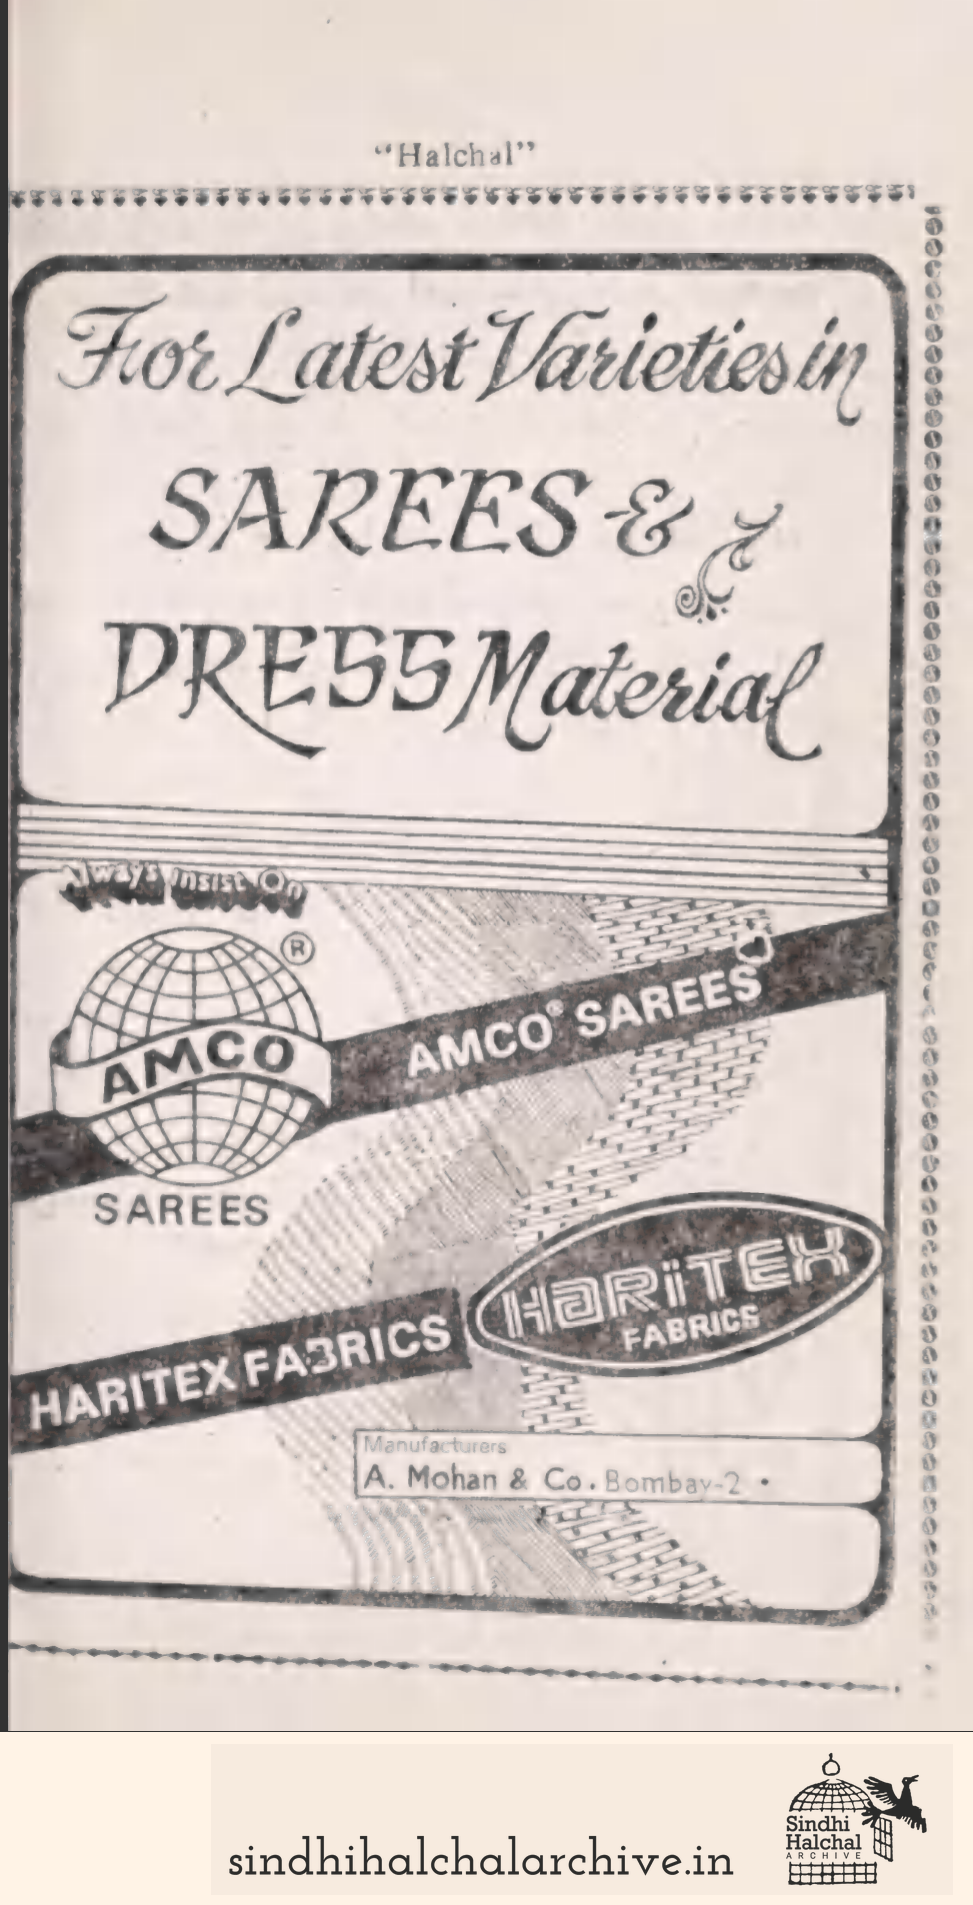 “Halchal”
For Latest Varieties in
SAREES &
DRESS Material
Always Insist On
®
AMCO
SAREES
AMCO® SAREES
HARITEX
FABRICS
HARITEX FABRICS
Manufacturers
A. Mohan & Co. Bombay-2
sindhihalchalarchive.in
Sindhi
Halchal
ARCHIVE